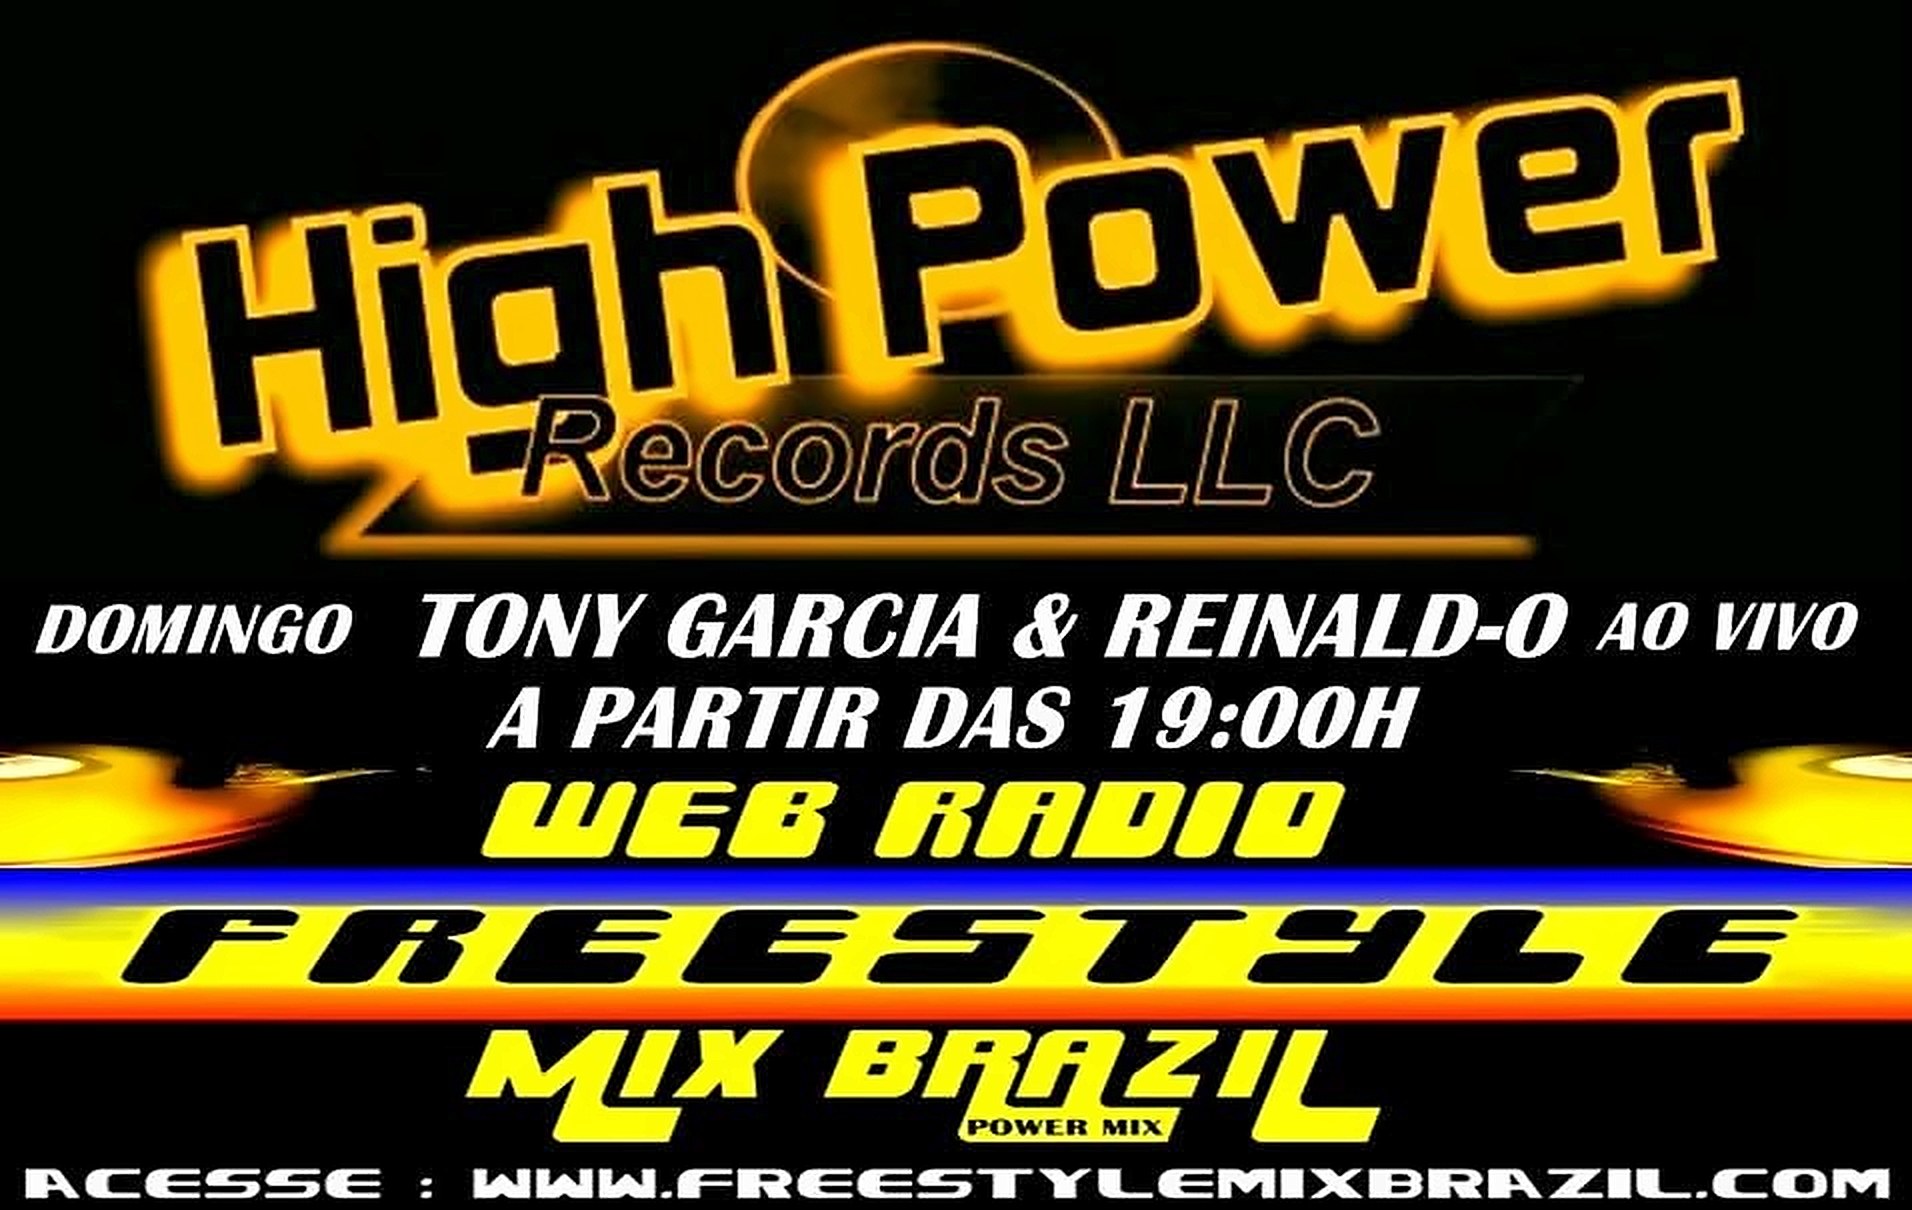 High Power
Records LLC
DOMINGO TONY GARCIA & REINALD-O AO VIVO
A PARTIR DAS 19:00H
WEB RADIO
FREESTYLE
MIX BRAZIL
POWER MIX
ACESSE : WWW.FREESTYLEMIXBRAZIL.COM